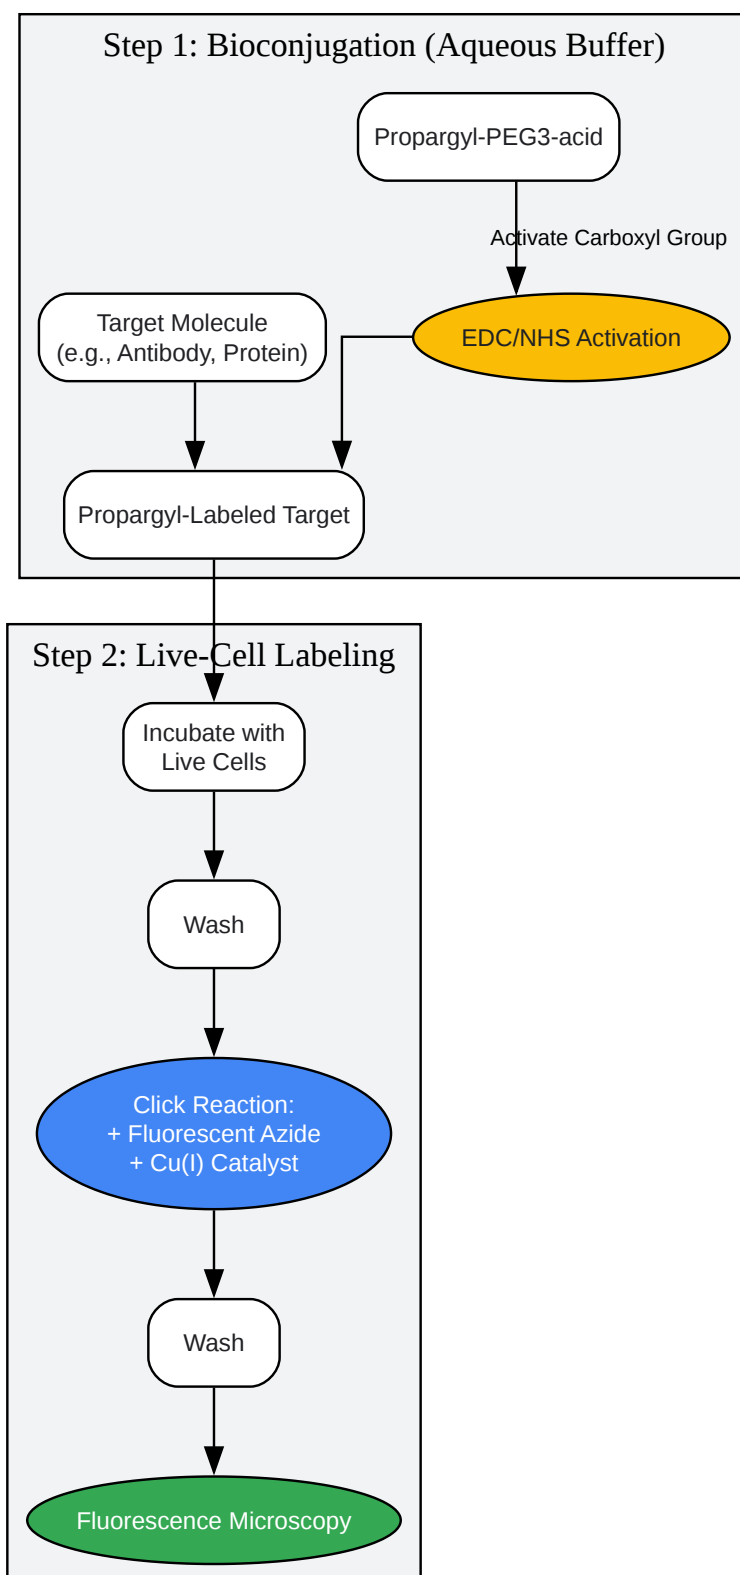 Step 1: Bioconjugation (Aqueous Buffer)
Propargyl-PEG3-acid
Activate Carboxyl Group
Target Molecule
(e.g., Antibody, Protein)
EDC/NHS Activation
Propargyl-Labeled Target
Step 2: Live-Cell Labeling
Incubate with
Live Cells
Wash
Click Reaction:
+ Fluorescent Azide
+ Cu(I) Catalyst
Wash
Fluorescence Microscopy